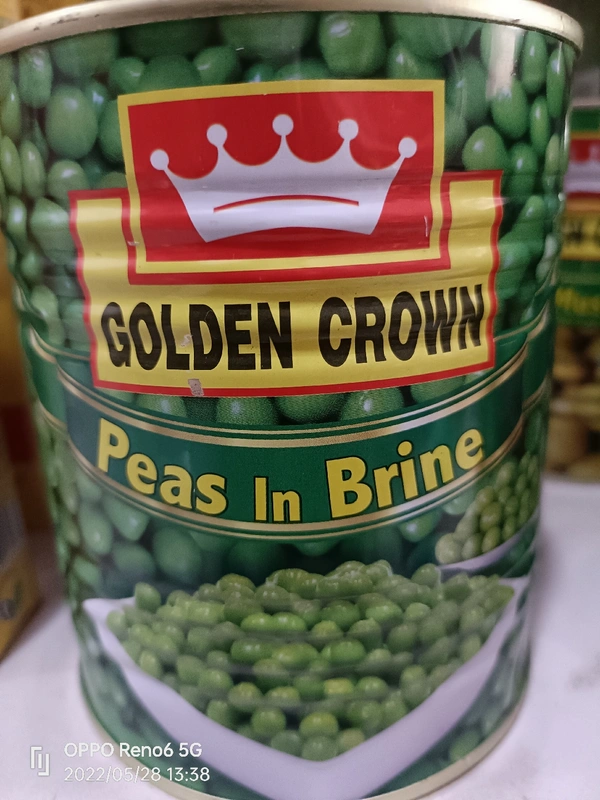 GOLDEN CROWN
Peas In Brine
OPPO Reno6 5G
2022/05/28 13:38